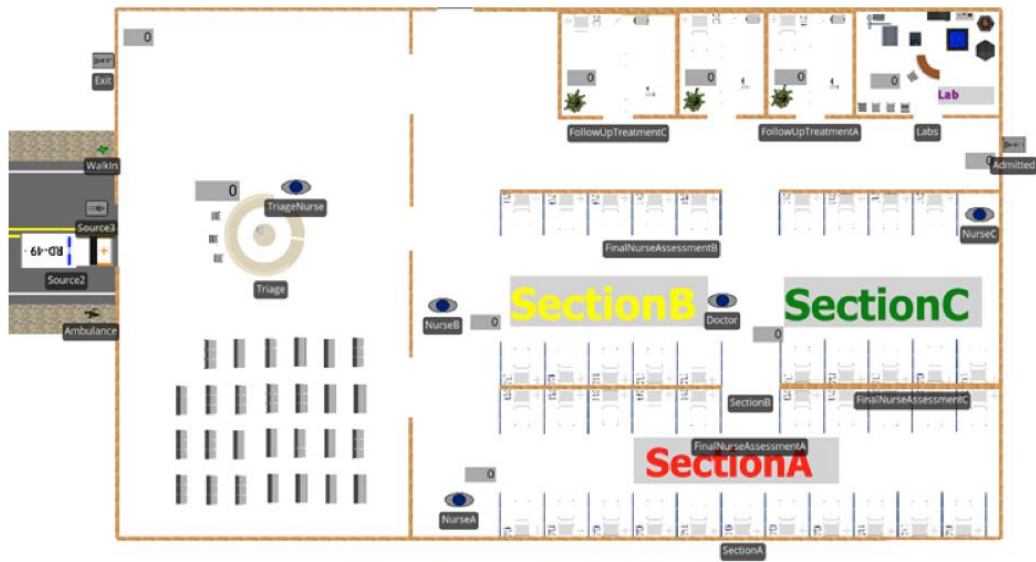 0
Exit
0
FollowUpTreatmentC
0
0
FollowUpTreatmentA
0
Lab
Labs
WalkIn
0
Admitted
Source3
RD-49
Source2
Ambulance
0
TriageNurse
Triage
FinalNurseAssessmentB
NurseC
SectionB
SectionC
NurseB
0
Doctor
0
SectionB
FinalNurseAssessmentC
FinalNurseAssessmentA
SectionA
0
NurseA
SectionA